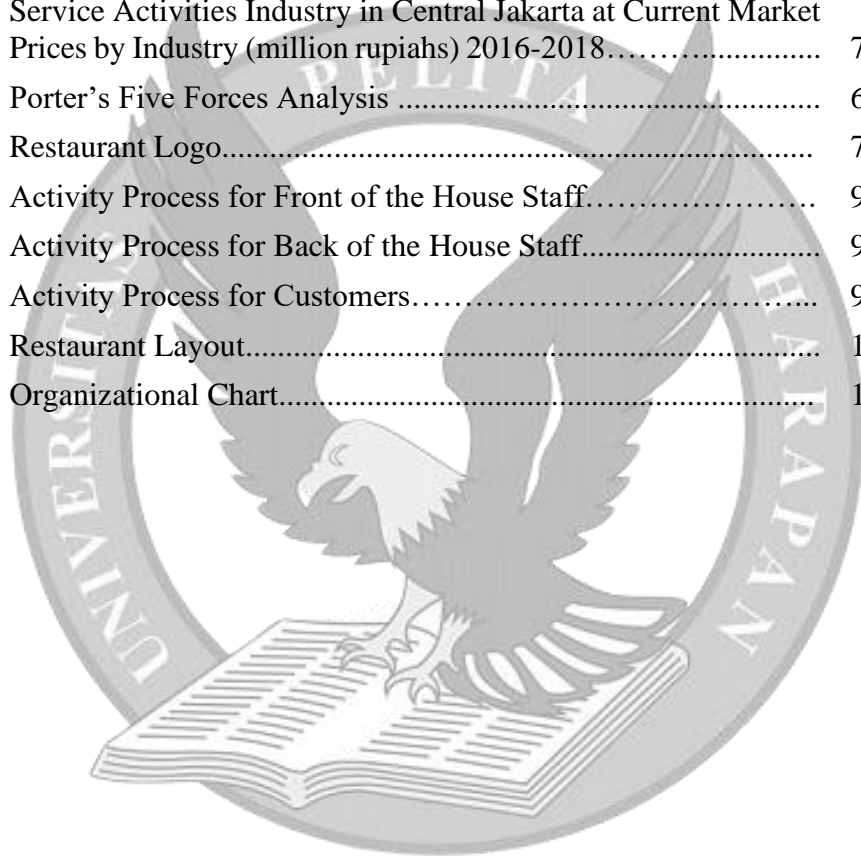 Service Activities Industry in Central Jakarta at Current Market
Prices by Industry (million rupiahs) 2016-2018………............... 7
Porter’s Five Forces Analysis ...................................................... 6
Restaurant Logo............................................................................ 7
Activity Process for Front of the House Staff…………………. 9
Activity Process for Back of the House Staff............................... 9
Activity Process for Customers………………………………... 9
Restaurant Layout......................................................................... 1
Organizational Chart.................................................................... 1
UNIVERSITAS PELITA HARAPAN